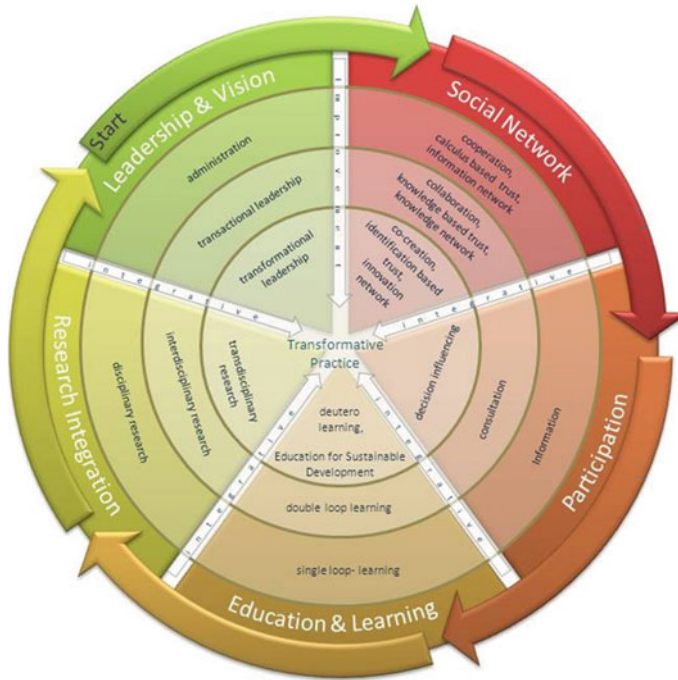 Start
Leadership & Vision
administration
transactional leadership
transformational
leadership
Social Network
cooperation,
calculus based trust,
information network
collaboration,
knowledge based trust,
knowledge network
co-creation,
identification based
trust,
innovation
network
integrative
Participation
Information
consultation
decision influencing
integrative
Education & Learning
single loop- learning
double loop learning
deutero
learning,
Education for Sustainable
Development
integrative
Research Integration
disciplinary research
interdisciplinary research
transdisciplinary
research
integrative
Transformative
Practice